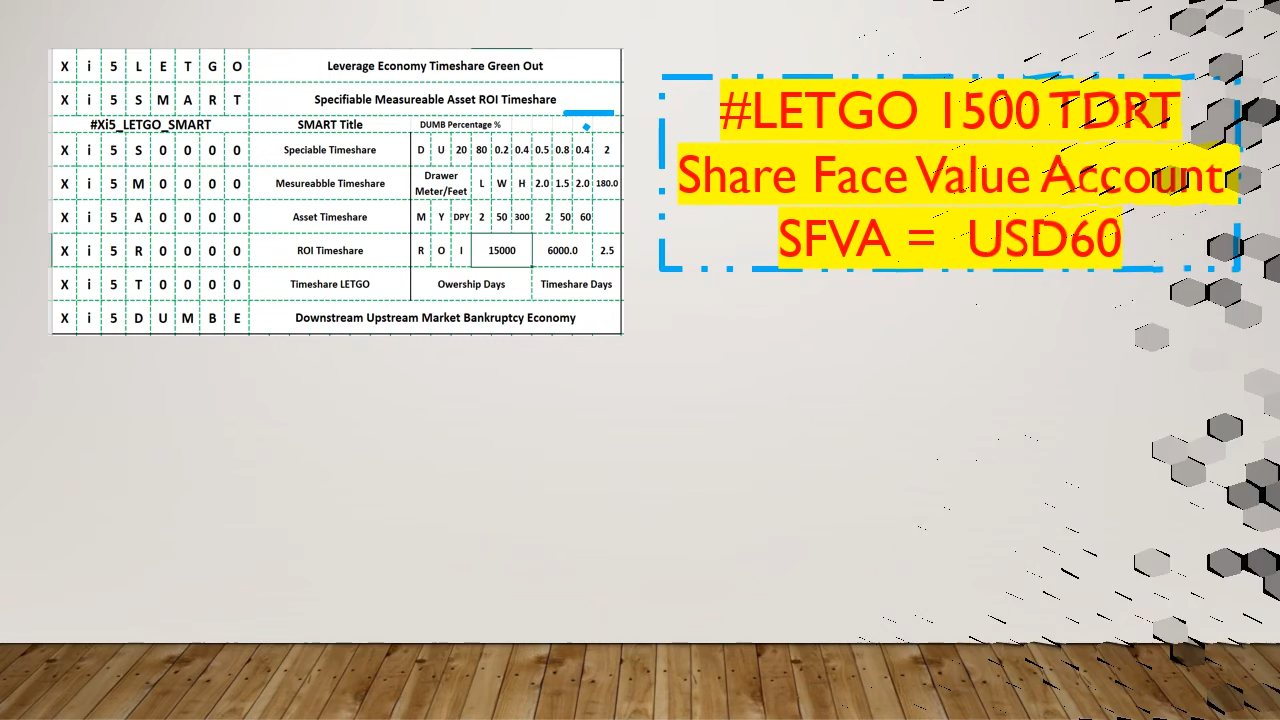 X i 5 L E T G O Leverage Economy Timeshare Green Out
X i 5 S M A R T Specifiable Measureable Asset ROI Timeshare
#Xi5_LETGO_SMART SMART Title DUMB Percentage %
X i 5 S 0 0 0 0 Speciable Timeshare D U 20 80 0.2 0.4 0.5 0.8 0.4 2
X i 5 M 0 0 0 0 Mesureabble Timeshare Drawer Meter/Feet L W H 2.0 1.5 2.0 180.0
X i 5 A 0 0 0 0 Asset Timeshare M Y DPY 2 50 300 2 50 60
X i 5 R 0 0 0 0 ROI Timeshare R O I 15000 6000.0 2.5
X i 5 T 0 0 0 0 Timeshare LETGO Owership Days Timeshare Days
X i 5 D U M B E Downstream Upstream Market Bankruptcy Economy
#LETGO 1500 TDRT
Share Face Value Account
SFVA = USD60